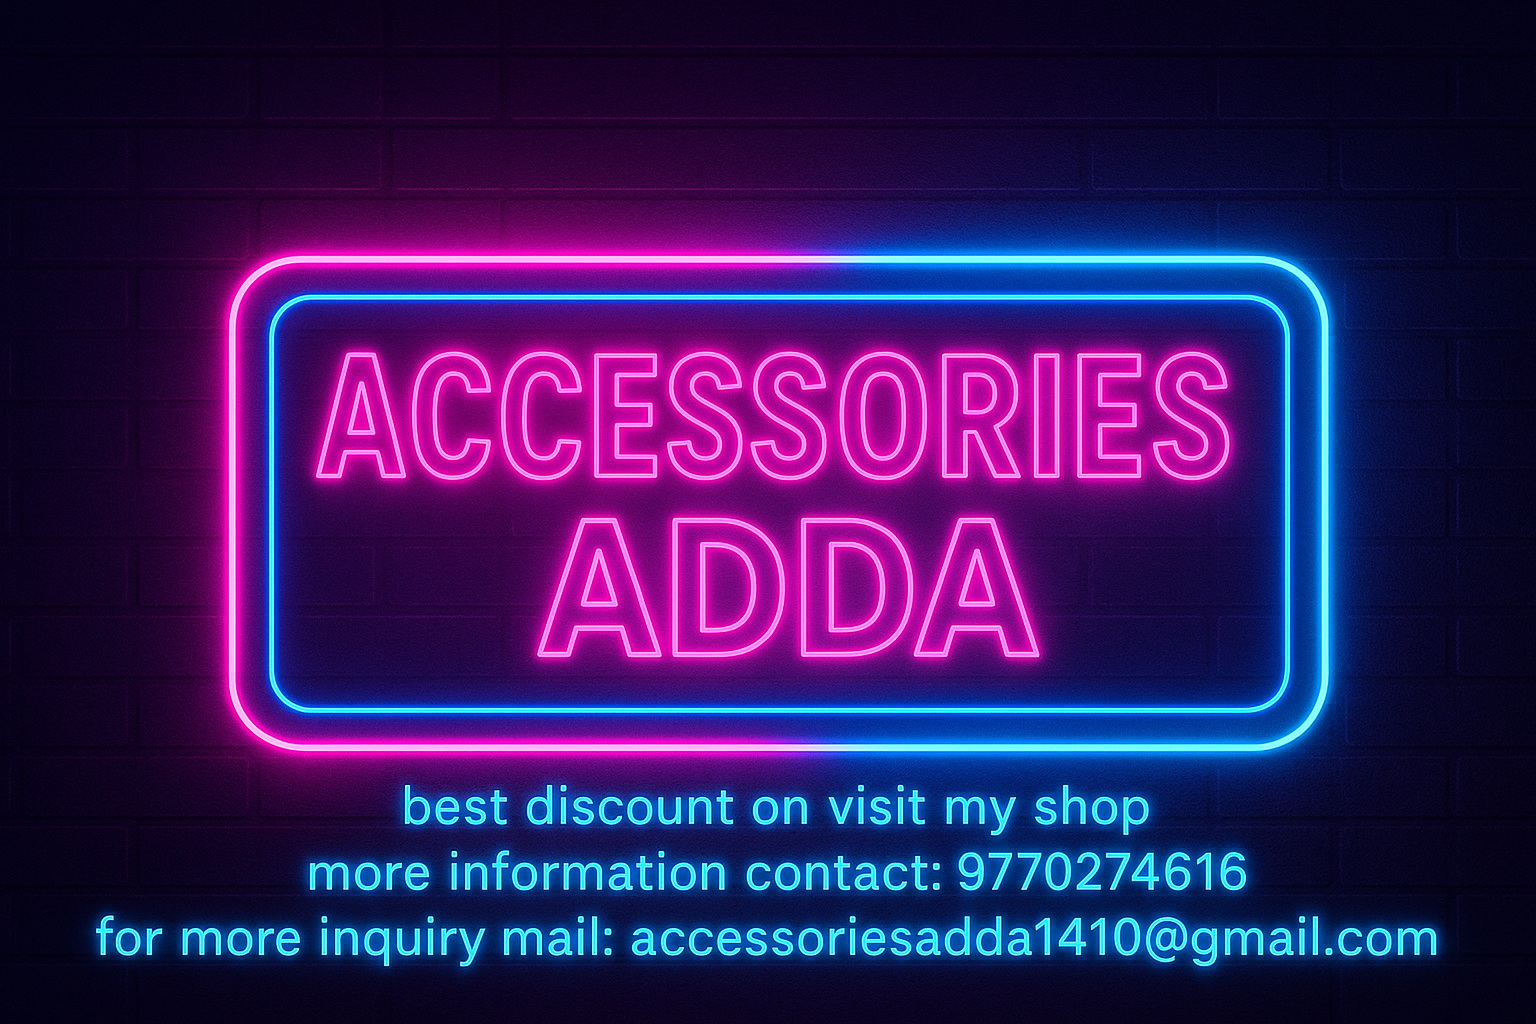 ACCESSORIES
ADDA
best discount on visit my shop
more information contact: 9770274616
for more inquiry mail: accessoriesadda1410@gmail.com